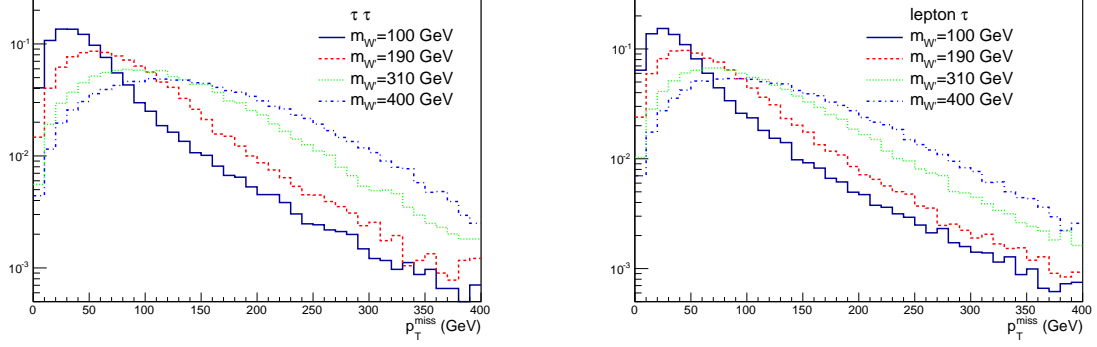 τ τ
m_W'=100 GeV
m_W'=190 GeV
m_W'=310 GeV
m_W'=400 GeV
10^-1
10^-2
10^-3
0 50 100 150 200 250 300 350 400
p_T^miss (GeV)
lepton τ
m_W'=100 GeV
m_W'=190 GeV
m_W'=310 GeV
m_W'=400 GeV
10^-1
10^-2
10^-3
0 50 100 150 200 250 300 350 400
p_T^miss (GeV)